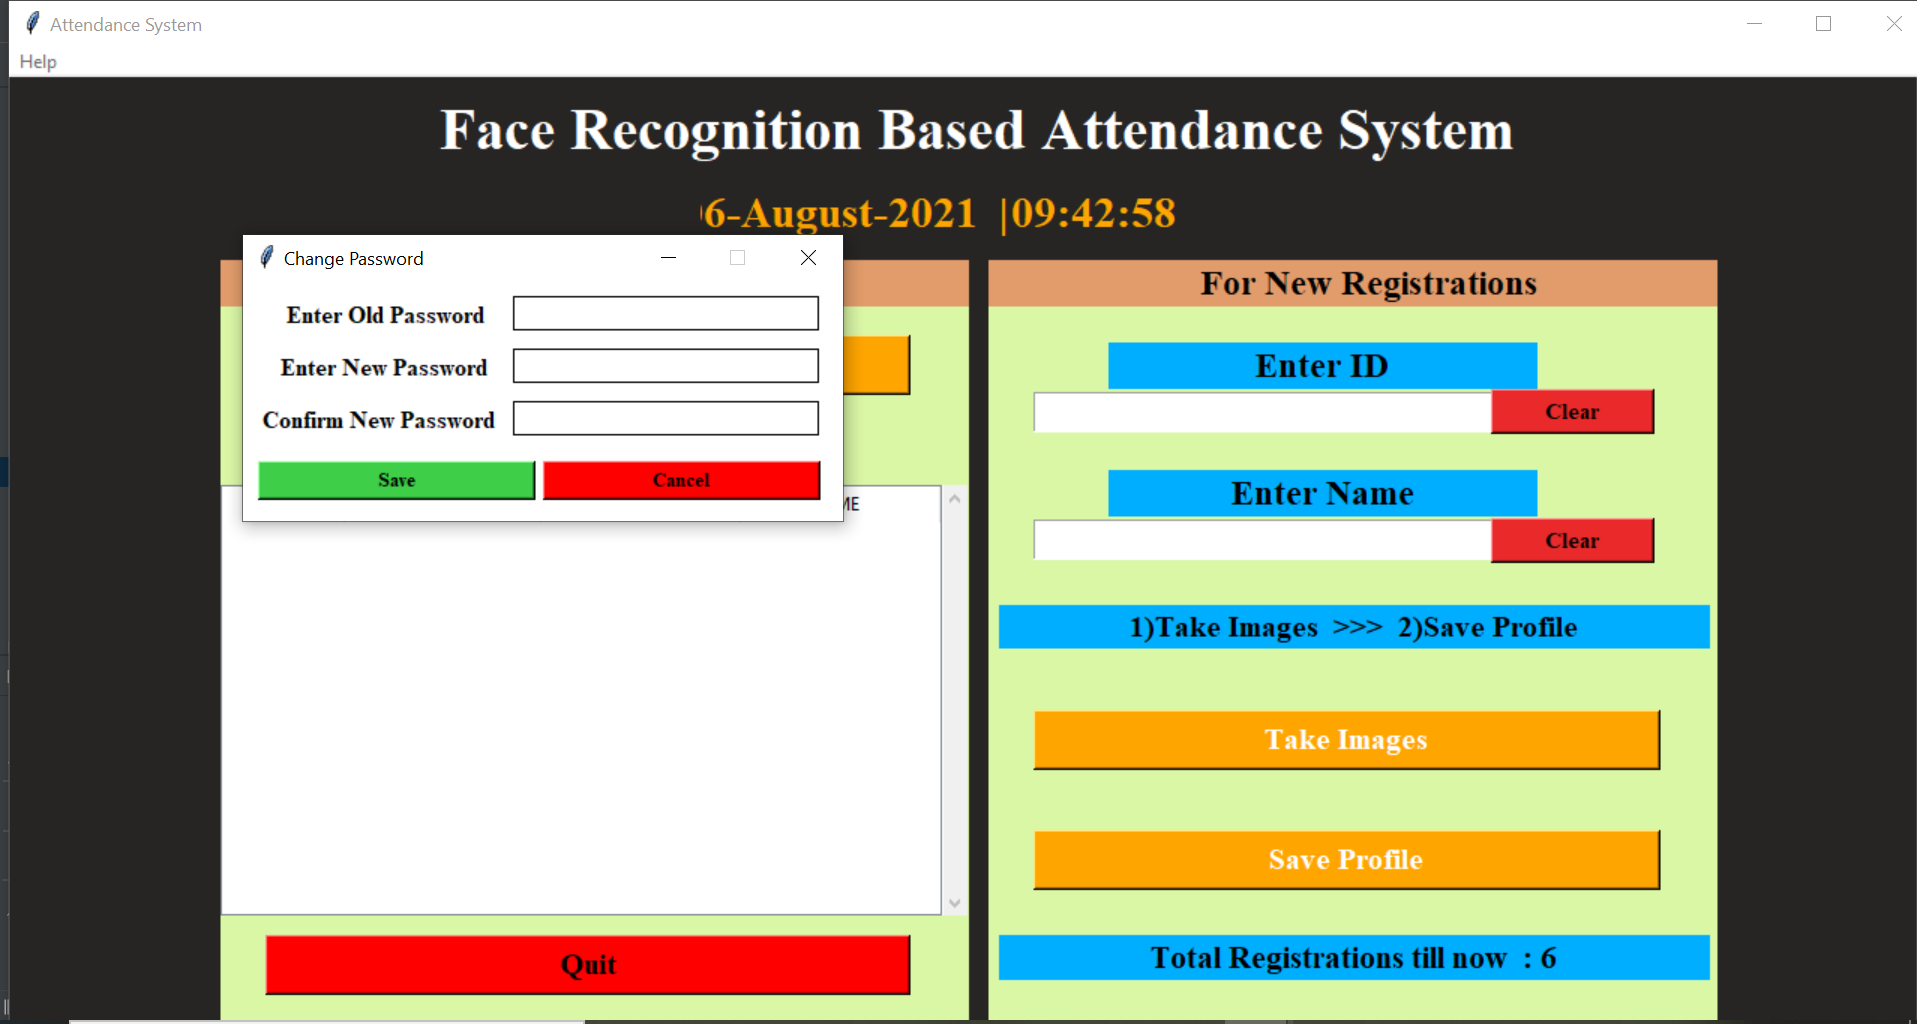 Attendance System
Help
Face Recognition Based Attendance System
6-August-2021 |09:42:58
Change Password
Enter Old Password
Enter New Password
Confirm New Password
Save
Cancel
For New Registrations
Enter ID
Clear
Enter Name
Clear
1)Take Images >>> 2)Save Profile
Take Images
Save Profile
Total Registrations till now : 6
Quit